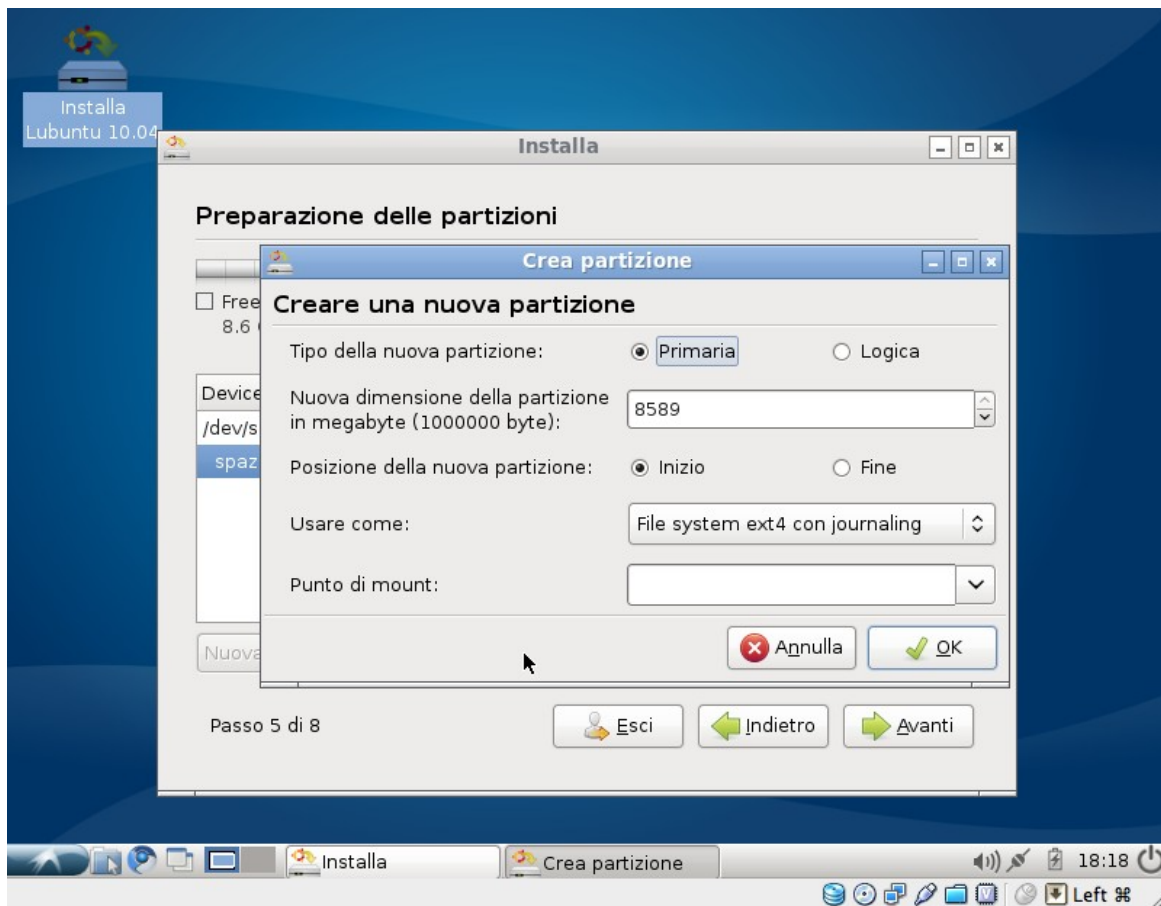 Installa
Lubuntu 10.04
Installa
Preparazione delle partizioni
Crea partizione
Free
8.6
Creare una nuova partizione
Tipo della nuova partizione:
Primaria
Logica
Device
Nuova dimensione della partizione
in megabyte (1000000 byte):
8589
/dev/s
spaz
Posizione della nuova partizione:
Inizio
Fine
Usare come:
File system ext4 con journaling
Punto di mount:
Nuova
Annulla
OK
Passo 5 di 8
Esci
Indietro
Avanti
Installa
Crea partizione
18:18
Left ⌘